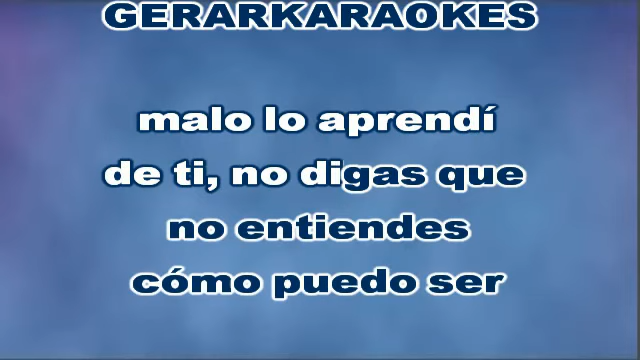 GERARKARAOKES
malo lo aprendí
de ti, no digas que
no entiendes
cómo puedo ser